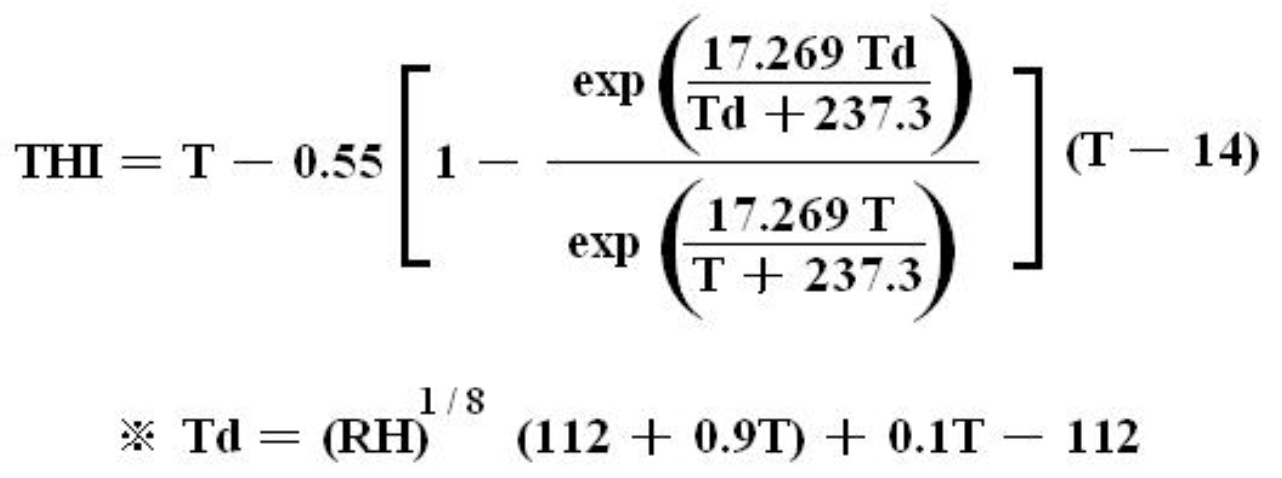 THI = T − 0.55 [ 1 − exp ( 17.269 Td / Td + 237.3 ) / exp ( 17.269 T / T + 237.3 ) ] (T − 14)
※ Td = (RH)^1/8 (112 + 0.9T) + 0.1T − 112